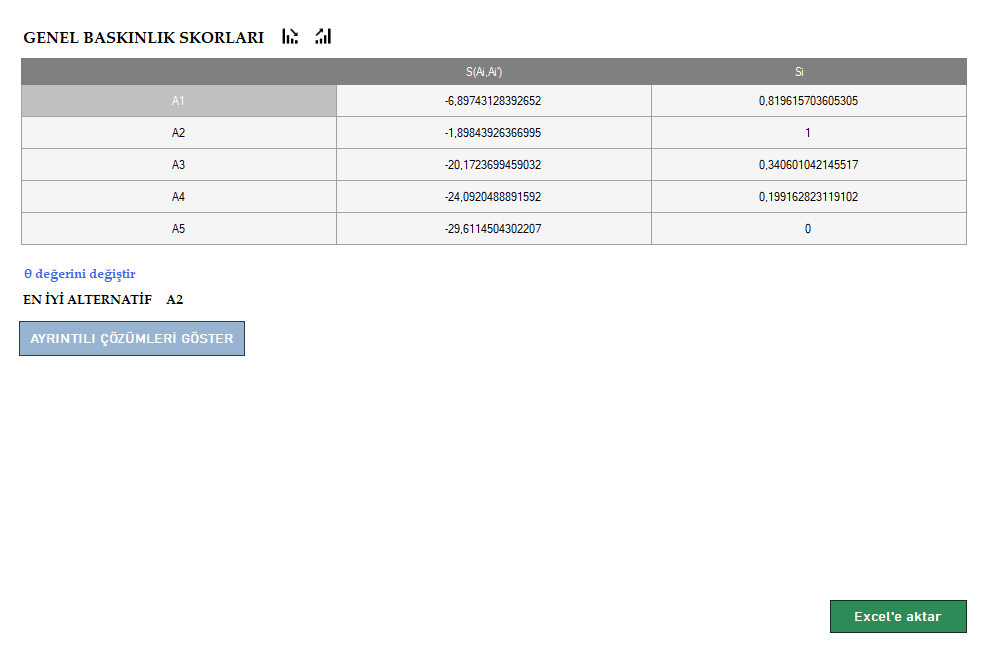 GENEL BASKINLIK SKORLARI
S(Ai,Ai') Si
A1 -6,89743128392652 0,819615703605305
A2 -1,89843926366995 1
A3 -20,1723699459032 0,340601042145517
A4 -24,0920488891592 0,199162823119102
A5 -29,6114504302207 0
θ değerini değiştir
EN İYİ ALTERNATİF A2
AYRINTILI ÇÖZÜMLERİ GÖSTER
Excel'e aktar